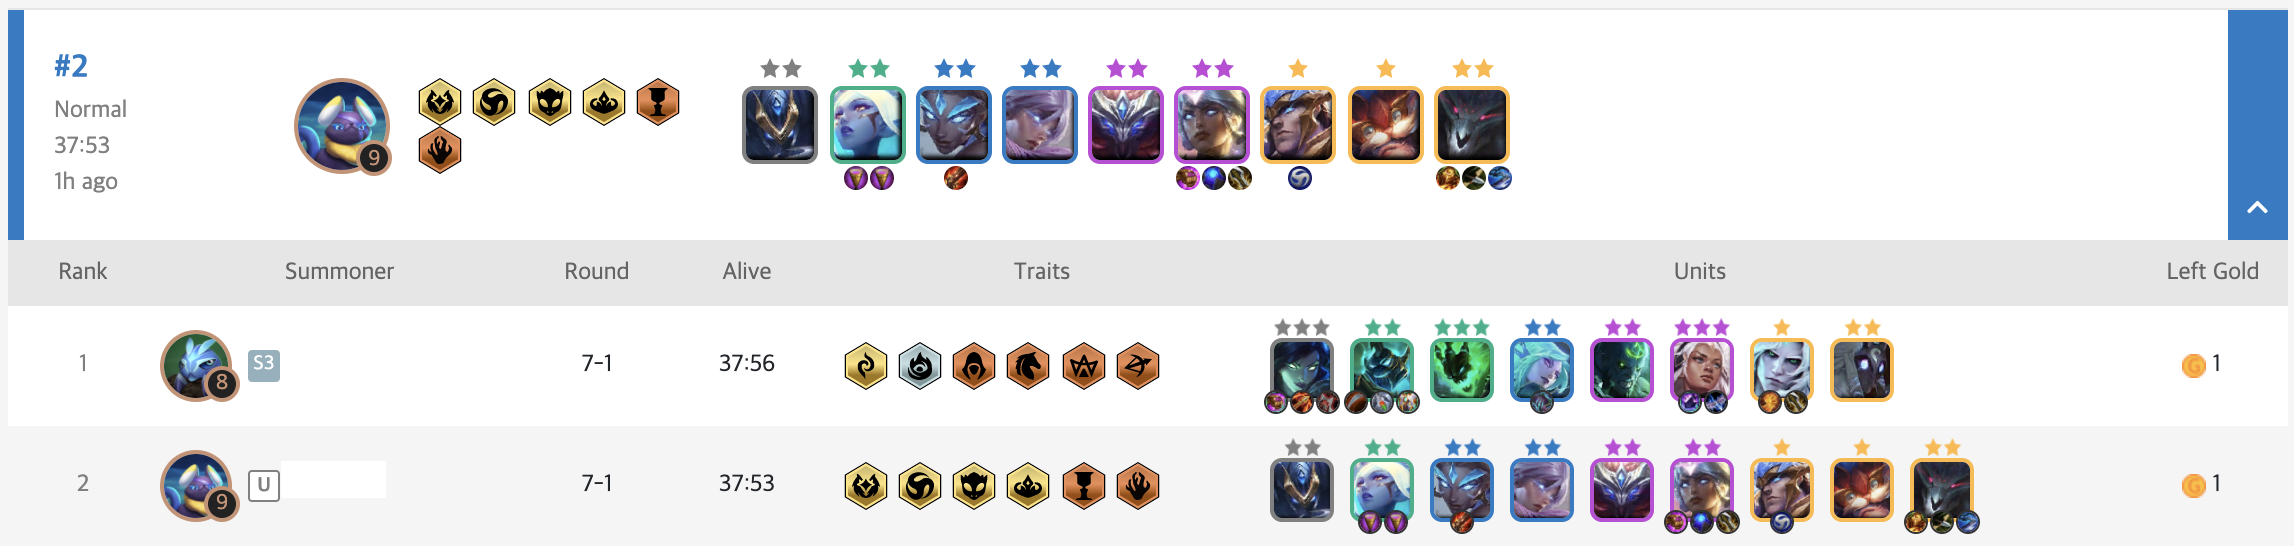 #2
Normal
37:53
1h ago
9
Rank Summoner Round Alive Traits Units Left Gold
1 8 S3 7-1 37:56 G 1
2 9 U 7-1 37:53 G 1